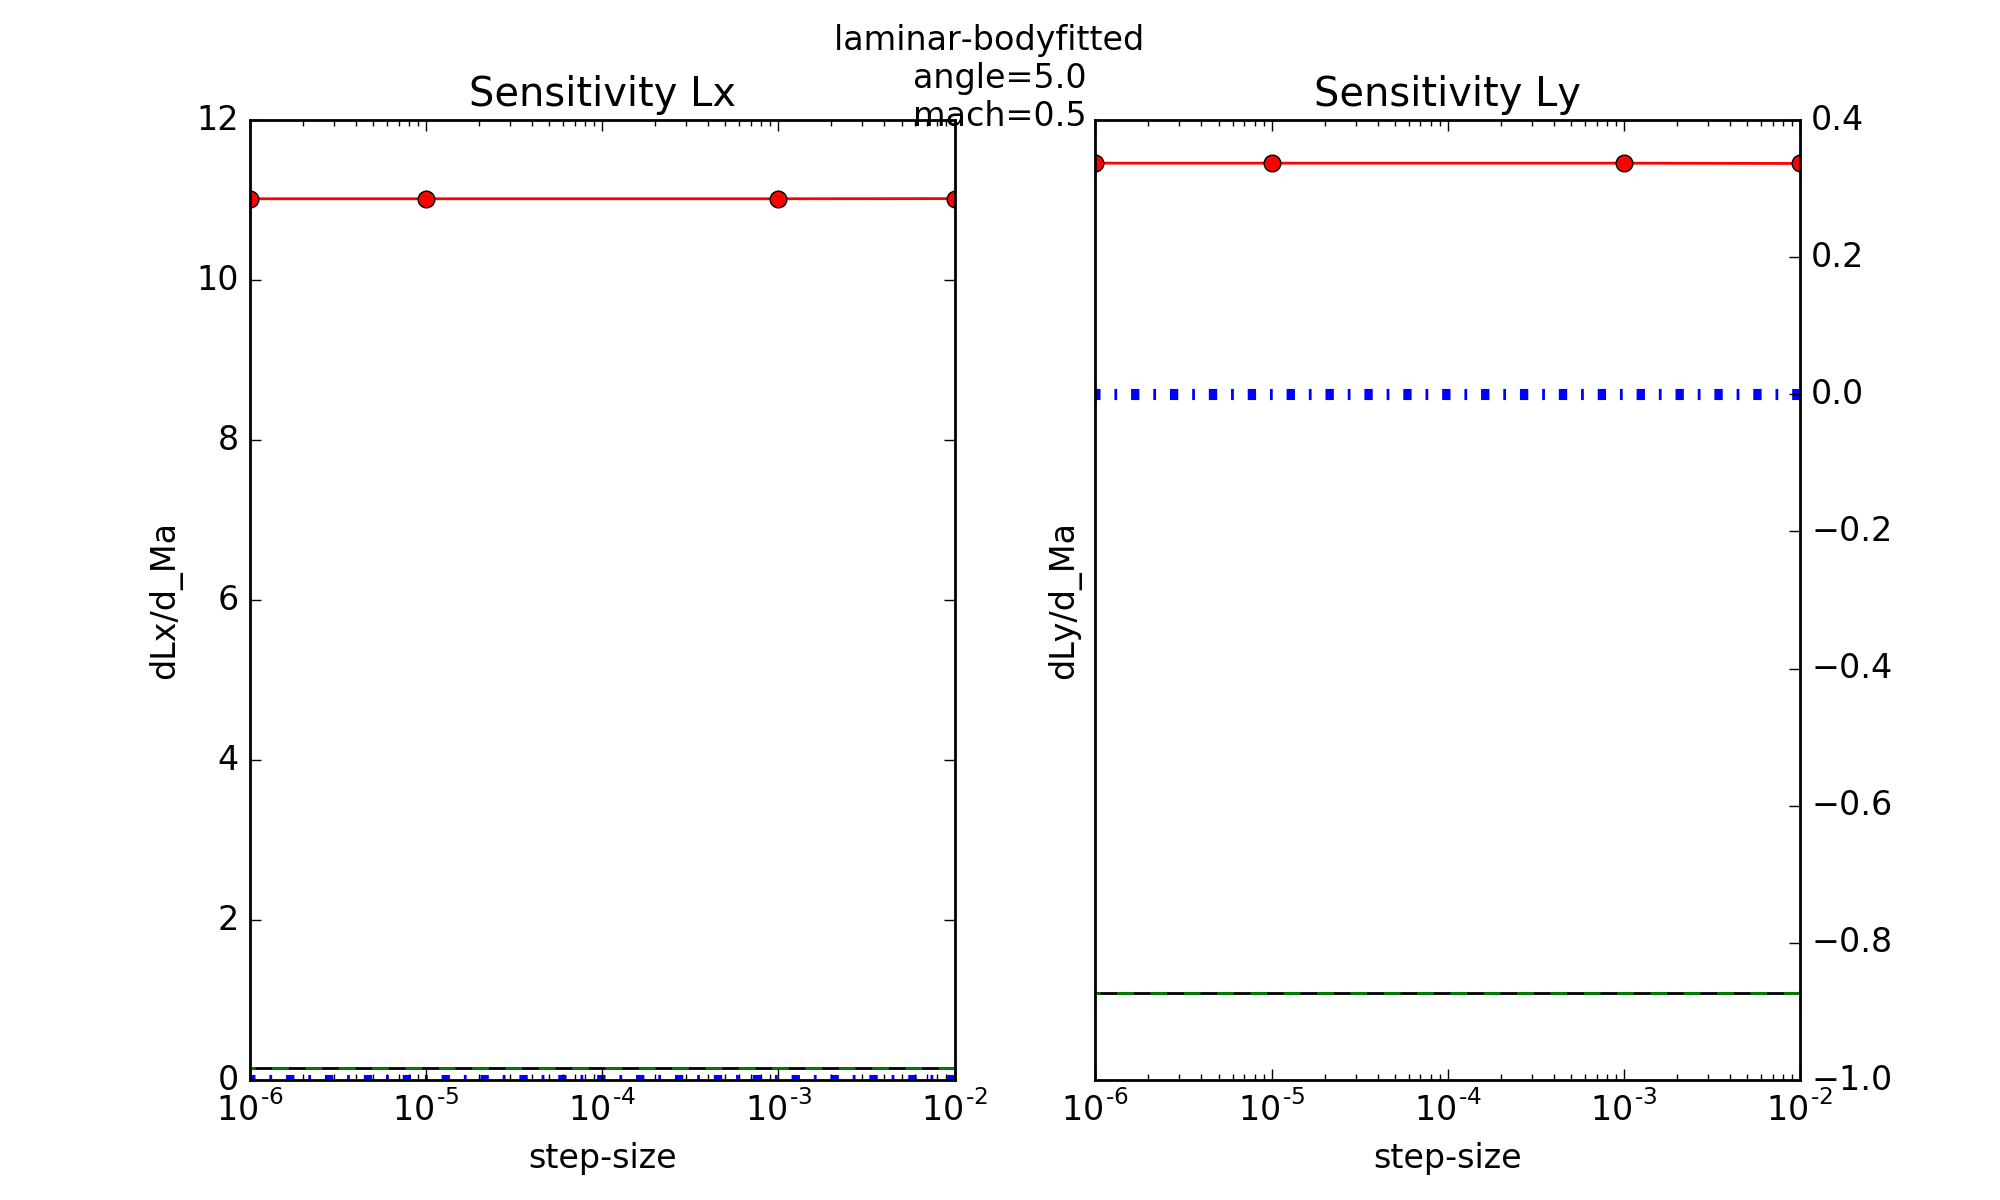 laminar-bodyfitted
angle=5.0
mach=0.5
Sensitivity Lx
12
10
8
6
4
2
0
dLx/d_Ma
10^-6 10^-5 10^-4 10^-3 10^-2
step-size
Sensitivity Ly
dLy/d_Ma
0.4
0.2
0.0
−0.2
−0.4
−0.6
−0.8
−1.0
10^-6 10^-5 10^-4 10^-3 10^-2
step-size